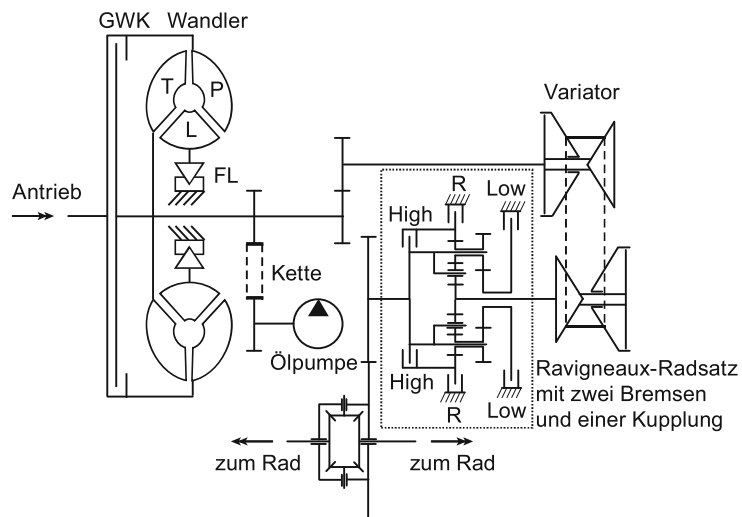 GWK Wandler
T
P
L
FL
Antrieb
Kette
Ölpumpe
Variator
R
Low
High
High
R
Low
Ravigneaux-Radsatz
mit zwei Bremsen
und einer Kupplung
zum Rad
zum Rad